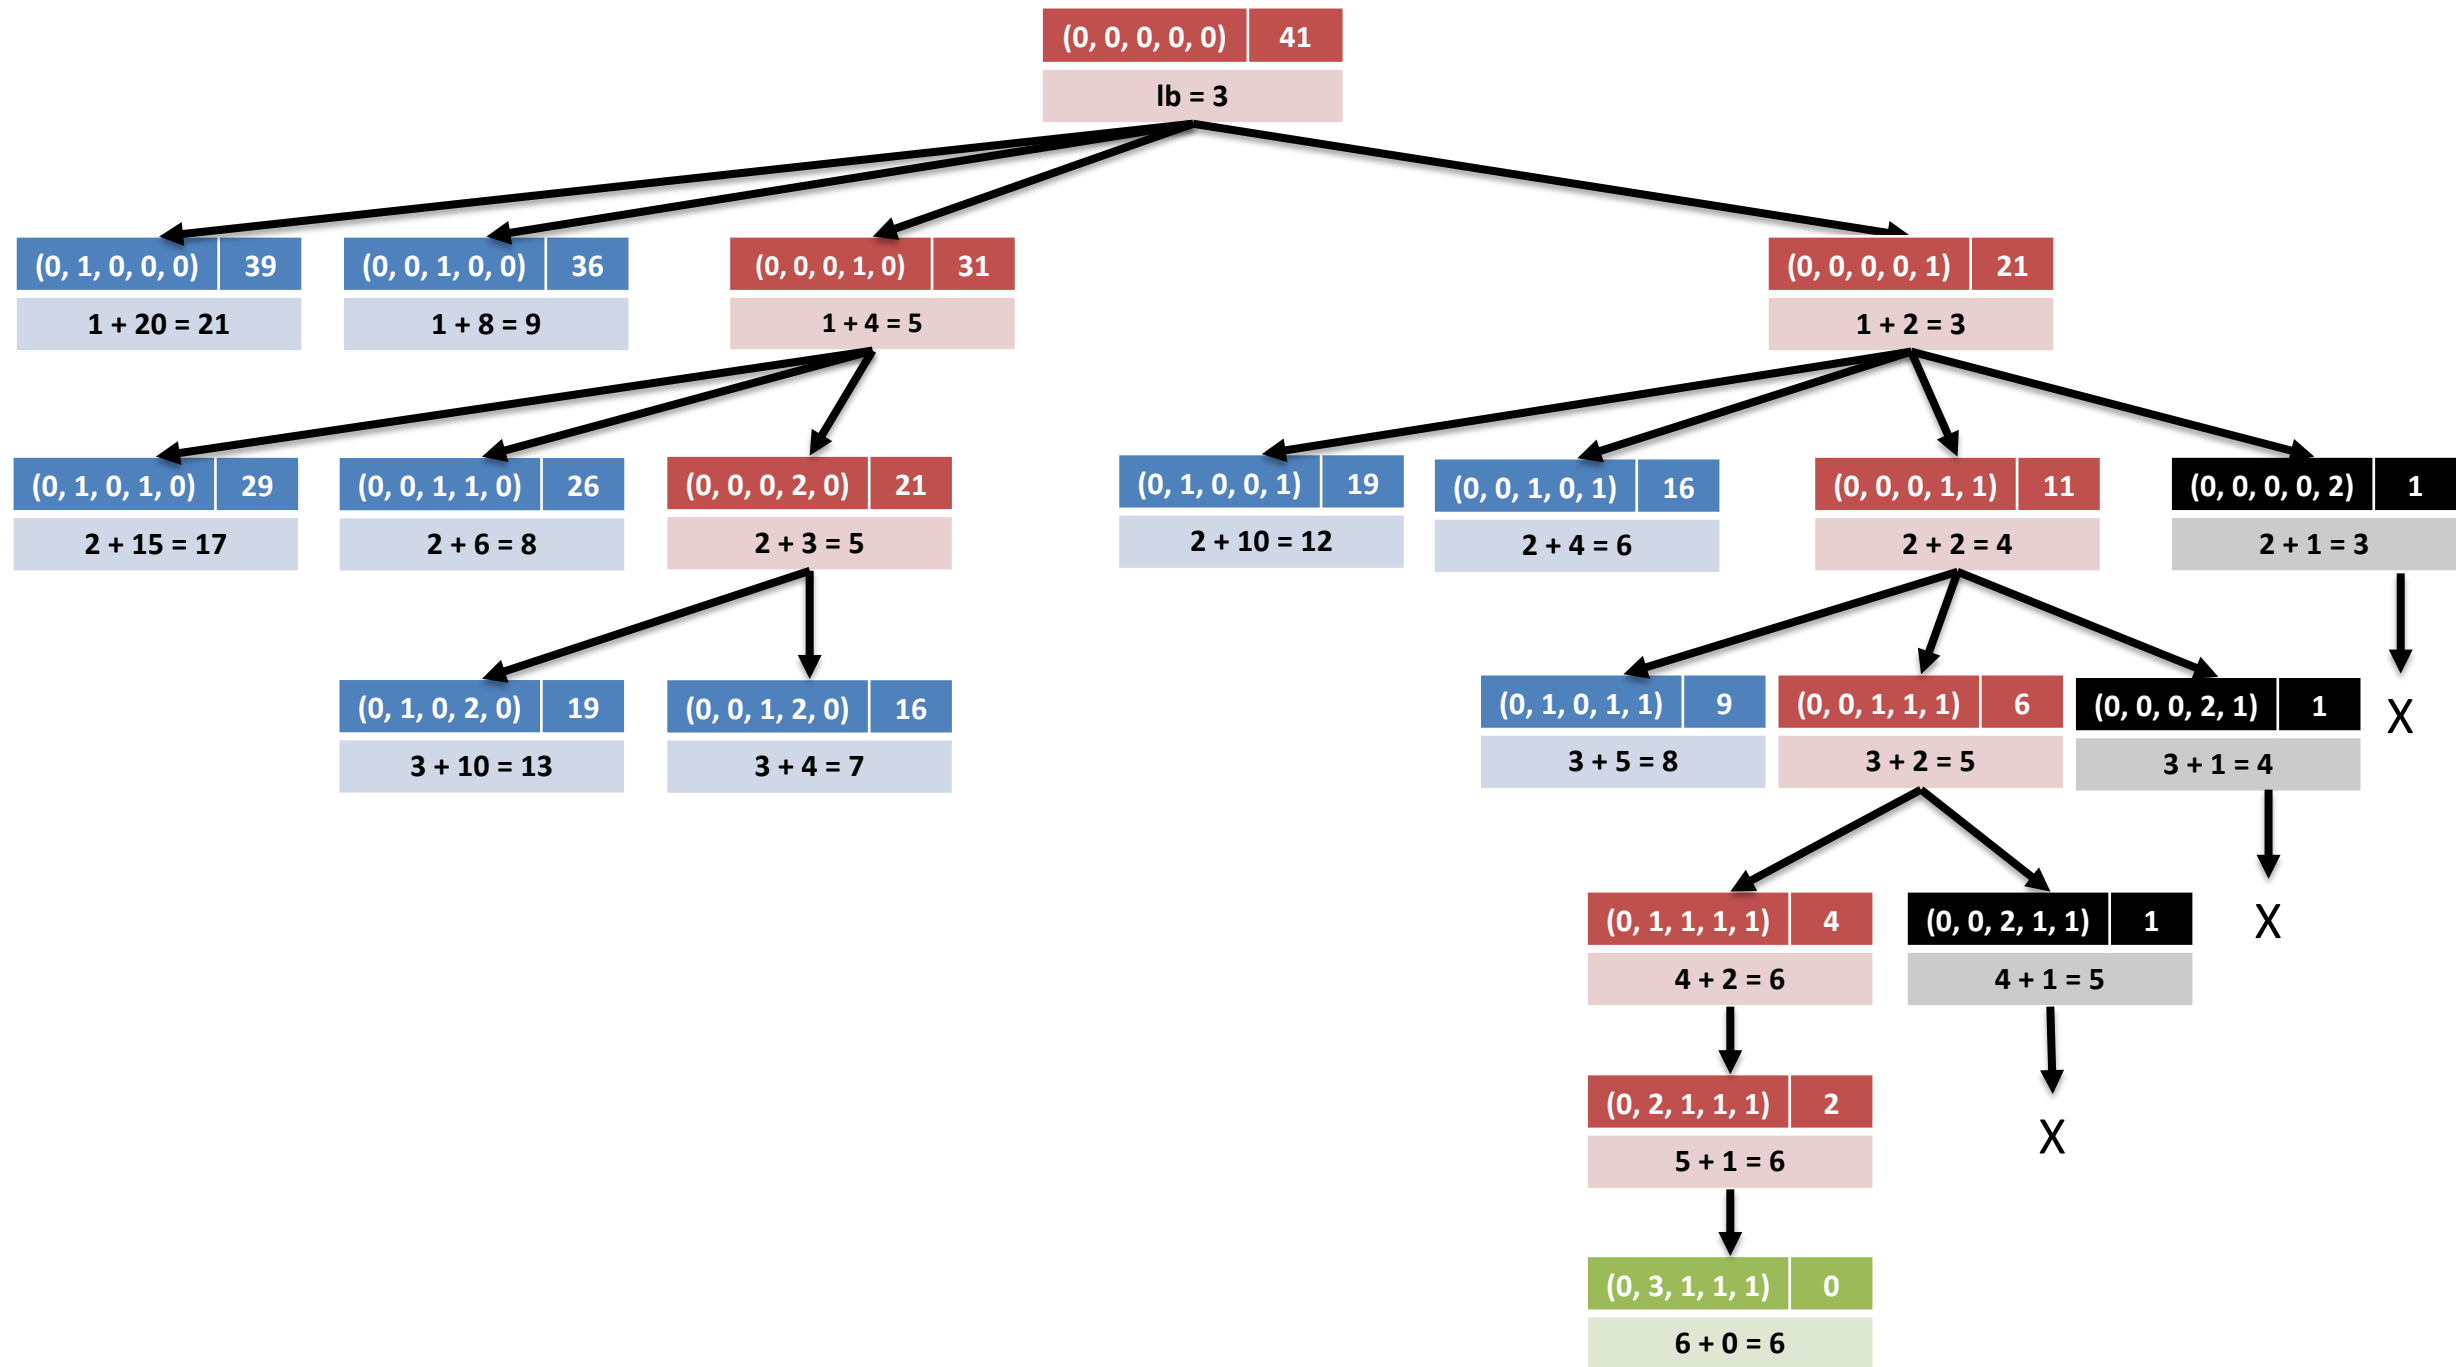 (0, 0, 0, 0, 0) 41
lb = 3
(0, 1, 0, 0, 0) 39
1 + 20 = 21
(0, 0, 1, 0, 0) 36
1 + 8 = 9
(0, 0, 0, 1, 0) 31
1 + 4 = 5
(0, 0, 0, 0, 1) 21
1 + 2 = 3
(0, 1, 0, 1, 0) 29
2 + 15 = 17
(0, 0, 1, 1, 0) 26
2 + 6 = 8
(0, 0, 0, 2, 0) 21
2 + 3 = 5
(0, 1, 0, 0, 1) 19
2 + 10 = 12
(0, 0, 1, 0, 1) 16
2 + 4 = 6
(0, 0, 0, 1, 1) 11
2 + 2 = 4
(0, 0, 0, 0, 2) 1
2 + 1 = 3
(0, 1, 0, 2, 0) 19
3 + 10 = 13
(0, 0, 1, 2, 0) 16
3 + 4 = 7
(0, 1, 0, 1, 1) 9
3 + 5 = 8
(0, 0, 1, 1, 1) 6
3 + 2 = 5
(0, 0, 0, 2, 1) 1
3 + 1 = 4
X
(0, 1, 1, 1, 1) 4
4 + 2 = 6
(0, 0, 2, 1, 1) 1
4 + 1 = 5
X
(0, 2, 1, 1, 1) 2
5 + 1 = 6
X
(0, 3, 1, 1, 1) 0
6 + 0 = 6